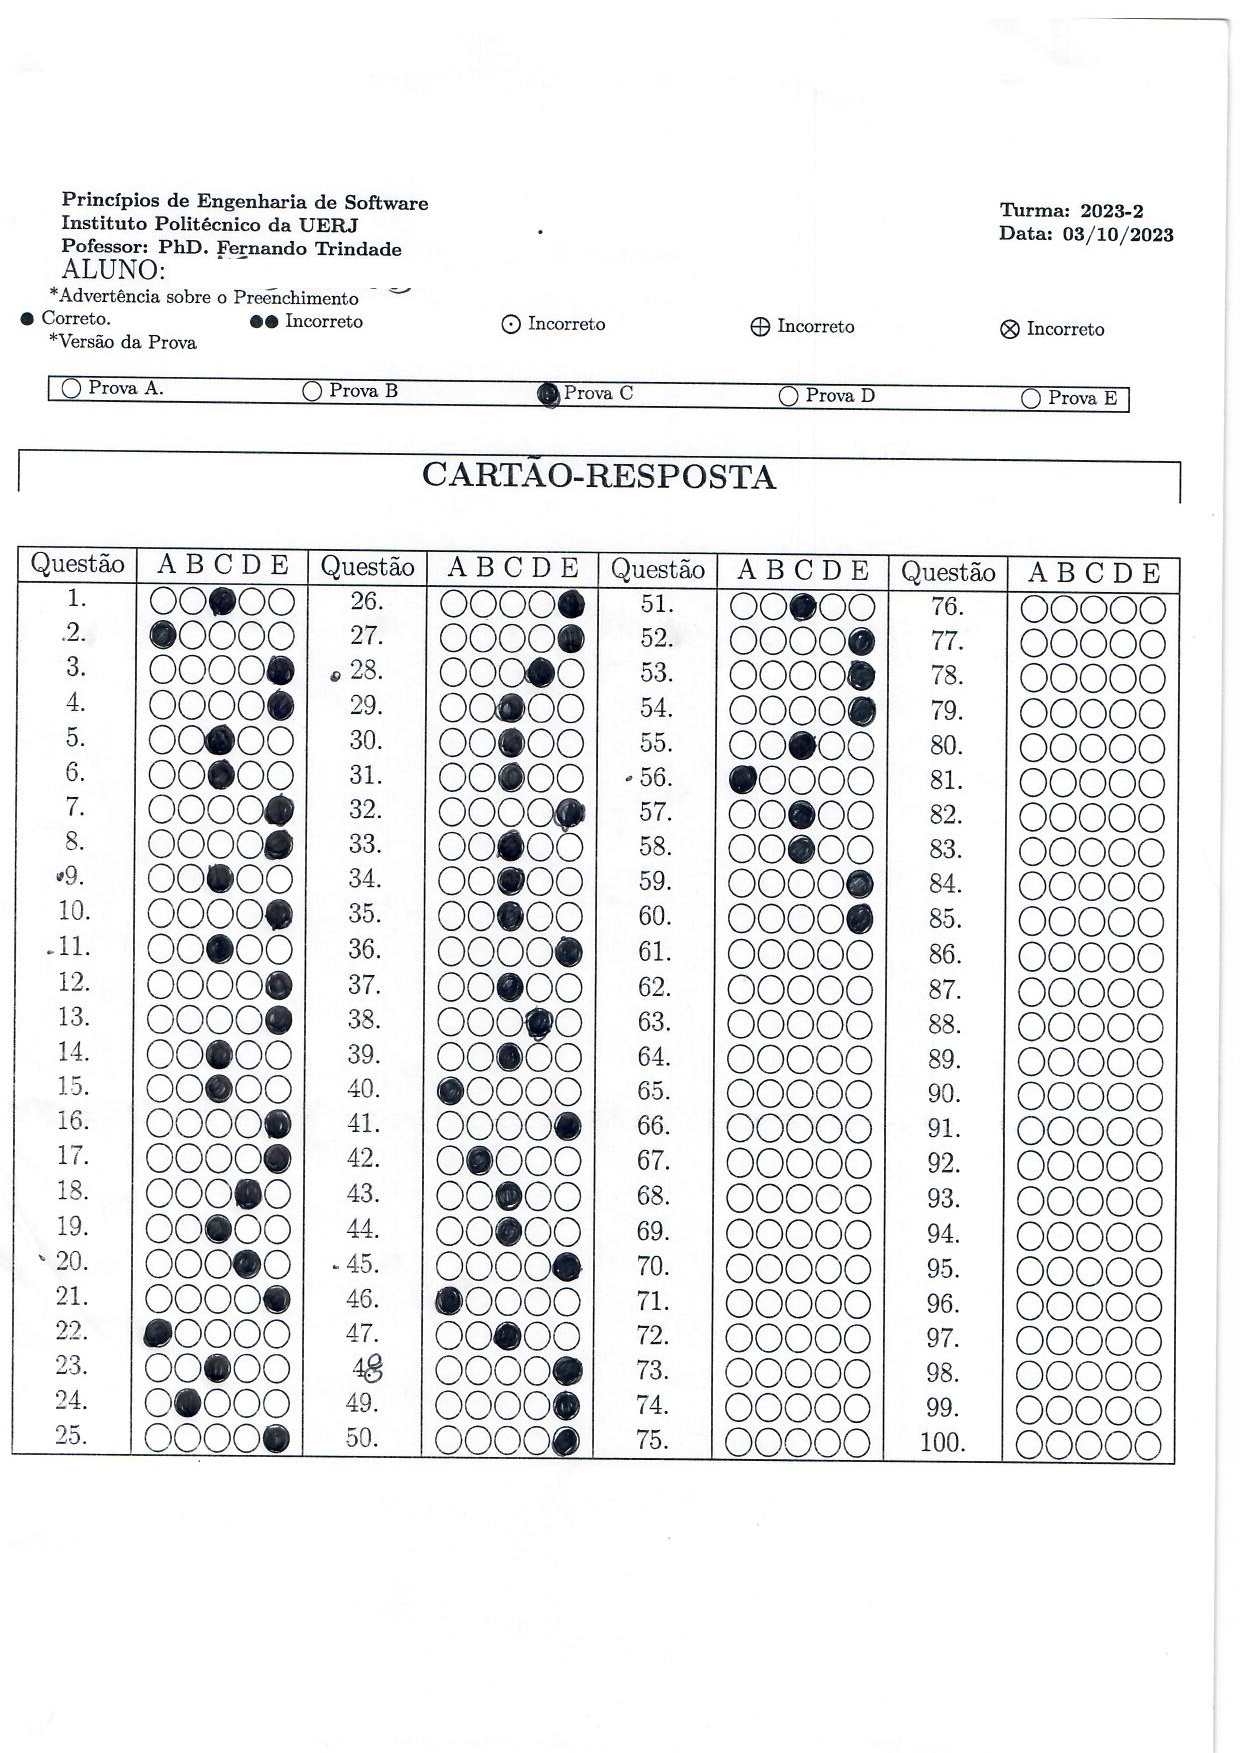 Princípios de Engenharia de Software
Instituto Politécnico da UERJ
Pofessor: PhD. Fernando Trindade
Turma: 2023-2
Data: 03/10/2023
ALUNO:
*Advertência sobre o Preenchimento
Correto. Incorreto Incorreto Incorreto Incorreto
*Versão da Prova
Prova A. Prova B Prova C Prova D Prova E
CARTÃO-RESPOSTA
Questão A B C D E Questão A B C D E Questão A B C D E Questão A B C D E
1. 26. 51. 76.
2. 27. 52. 77.
3. 28. 53. 78.
4. 29. 54. 79.
5. 30. 55. 80.
6. 31. 56. 81.
7. 32. 57. 82.
8. 33. 58. 83.
9. 34. 59. 84.
10. 35. 60. 85.
11. 36. 61. 86.
12. 37. 62. 87.
13. 38. 63. 88.
14. 39. 64. 89.
15. 40. 65. 90.
16. 41. 66. 91.
17. 42. 67. 92.
18. 43. 68. 93.
19. 44. 69. 94.
20. 45. 70. 95.
21. 46. 71. 96.
22. 47. 72. 97.
23. 48 73. 98.
24. 49. 74. 99.
25. 50. 75. 100.